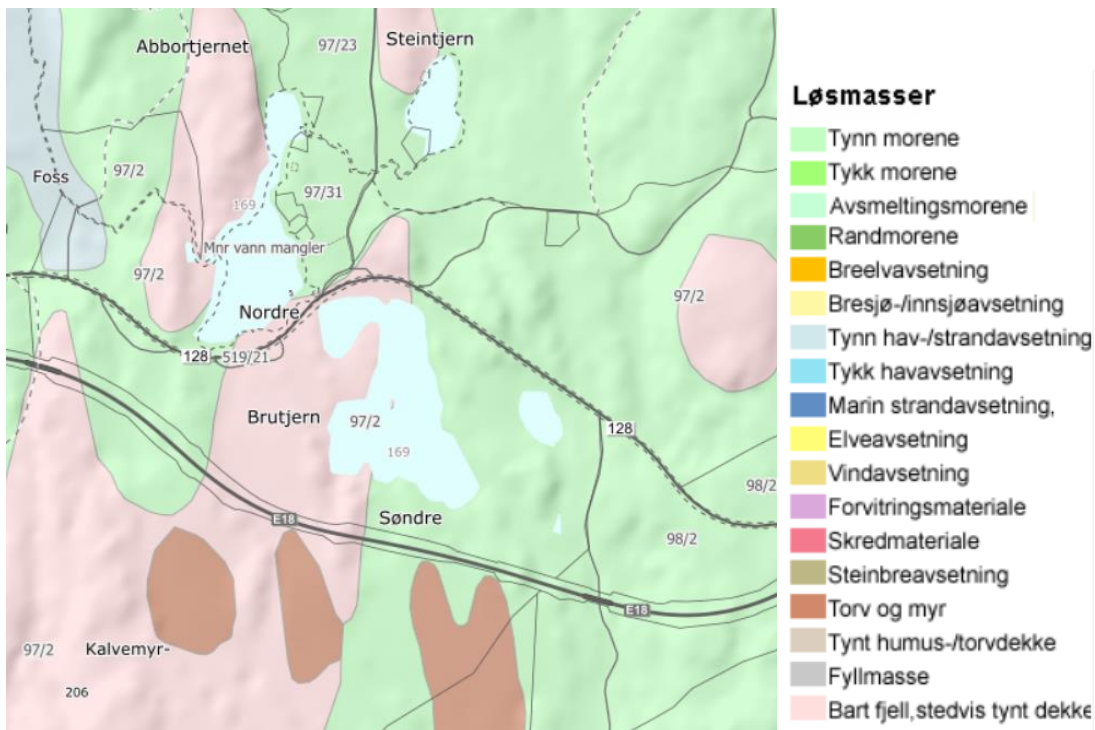 Abbortjernet
97/23
Steintjern
Foss
97/2
97/31
169
Mnr vann mangler
97/2
97/2
Nordre
128
519/21
Brutjern
97/2
128
169
98/2
Søndre
98/2
E18
E18
97/2
Kalvemyr-
206
Løsmasser
Tynn morene
Tykk morene
Avsmeltingsmorene
Randmorene
Breelvavsetning
Bresjø-/innsjøavsetning
Tynn hav-/strandavsetning
Tykk havavsetning
Marin strandavsetning,
Elveavsetning
Vindavsetning
Forvitringsmateriale
Skredmateriale
Steinbreavsetning
Torv og myr
Tynt humus-/torvdekke
Fyllmasse
Bart fjell,stedvis tynt dekke